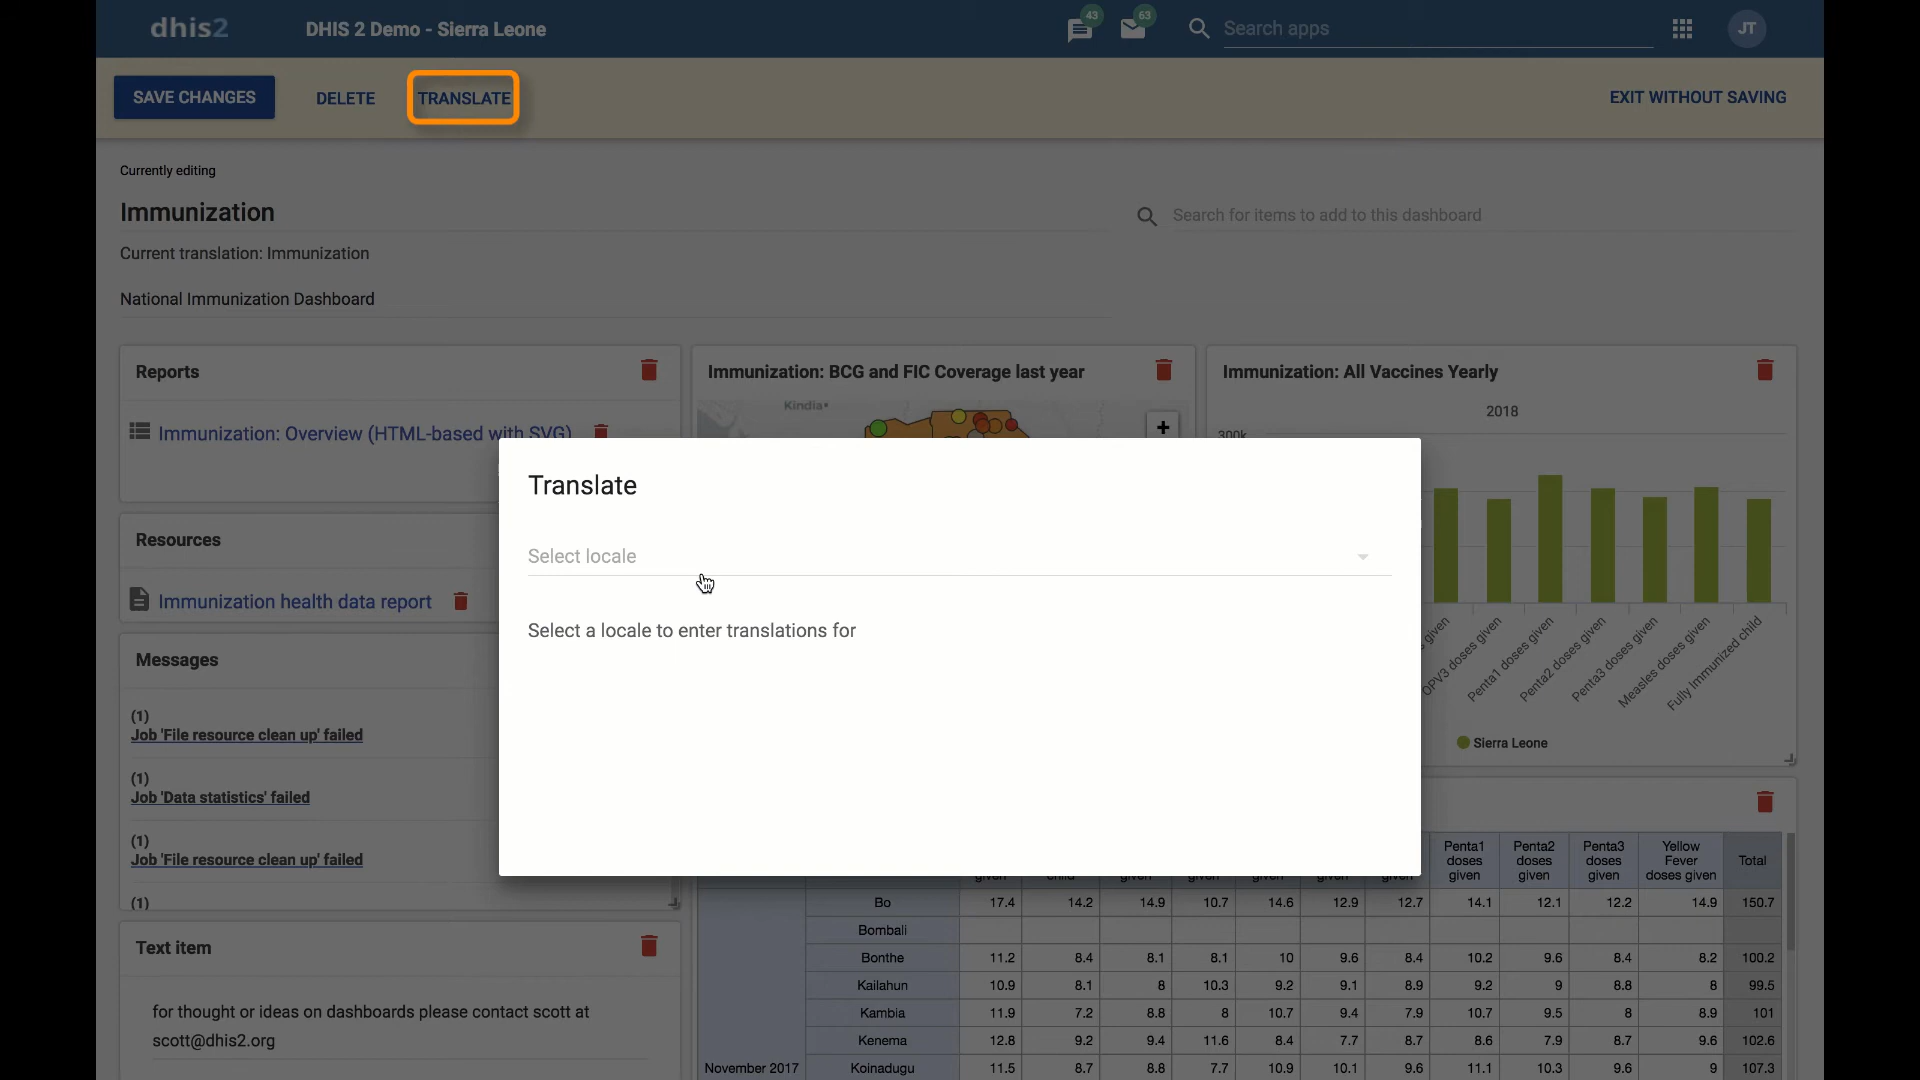 dhis2
DHIS 2 Demo - Sierra Leone
43
63
Search apps
JT
SAVE CHANGES
DELETE
TRANSLATE
EXIT WITHOUT SAVING
Currently editing
Immunization
Search for items to add to this dashboard
Current translation: Immunization
National Immunization Dashboard
Reports
Immunization: Overview (HTML-based with SVG)
Resources
Immunization health data report
Messages
(1)
Job 'File resource clean up' failed
(1)
Job 'Data statistics' failed
(1)
Job 'File resource clean up' failed
(1)
Text item
for thought or ideas on dashboards please contact scott at
scott@dhis2.org
Immunization: BCG and FIC Coverage last year
Kindia
+
Immunization: All Vaccines Yearly
2018
300k
given
OPV3 doses given
Penta1 doses given
Penta2 doses given
Penta3 doses given
Measles doses given
Fully Immunized child
Sierra Leone
Translate
Select locale
Select a locale to enter translations for
given child given given given given given
Penta1 doses given
Penta2 doses given
Penta3 doses given
Yellow Fever doses given
Total
Bo 17.4 14.2 14.9 10.7 14.6 12.9 12.7 14.1 12.1 12.2 14.9 150.7
Bombali
Bonthe 11.2 8.4 8.1 8.1 10 9.6 8.4 10.2 9.6 8.4 8.2 100.2
Kailahun 10.9 8.1 8 10.3 9.2 9.1 8.9 9.2 9 8.8 8 99.5
Kambia 11.9 7.2 8.8 8 10.7 9.4 7.9 10.7 9.5 8 8.9 101
Kenema 12.8 9.2 9.4 11.6 8.4 7.7 8.7 8.6 7.9 8.7 9.6 102.6
November 2017 Koinadugu 11.5 8.7 8.8 7.7 10.9 10.1 9.6 11.1 10.3 9.6 9 107.3